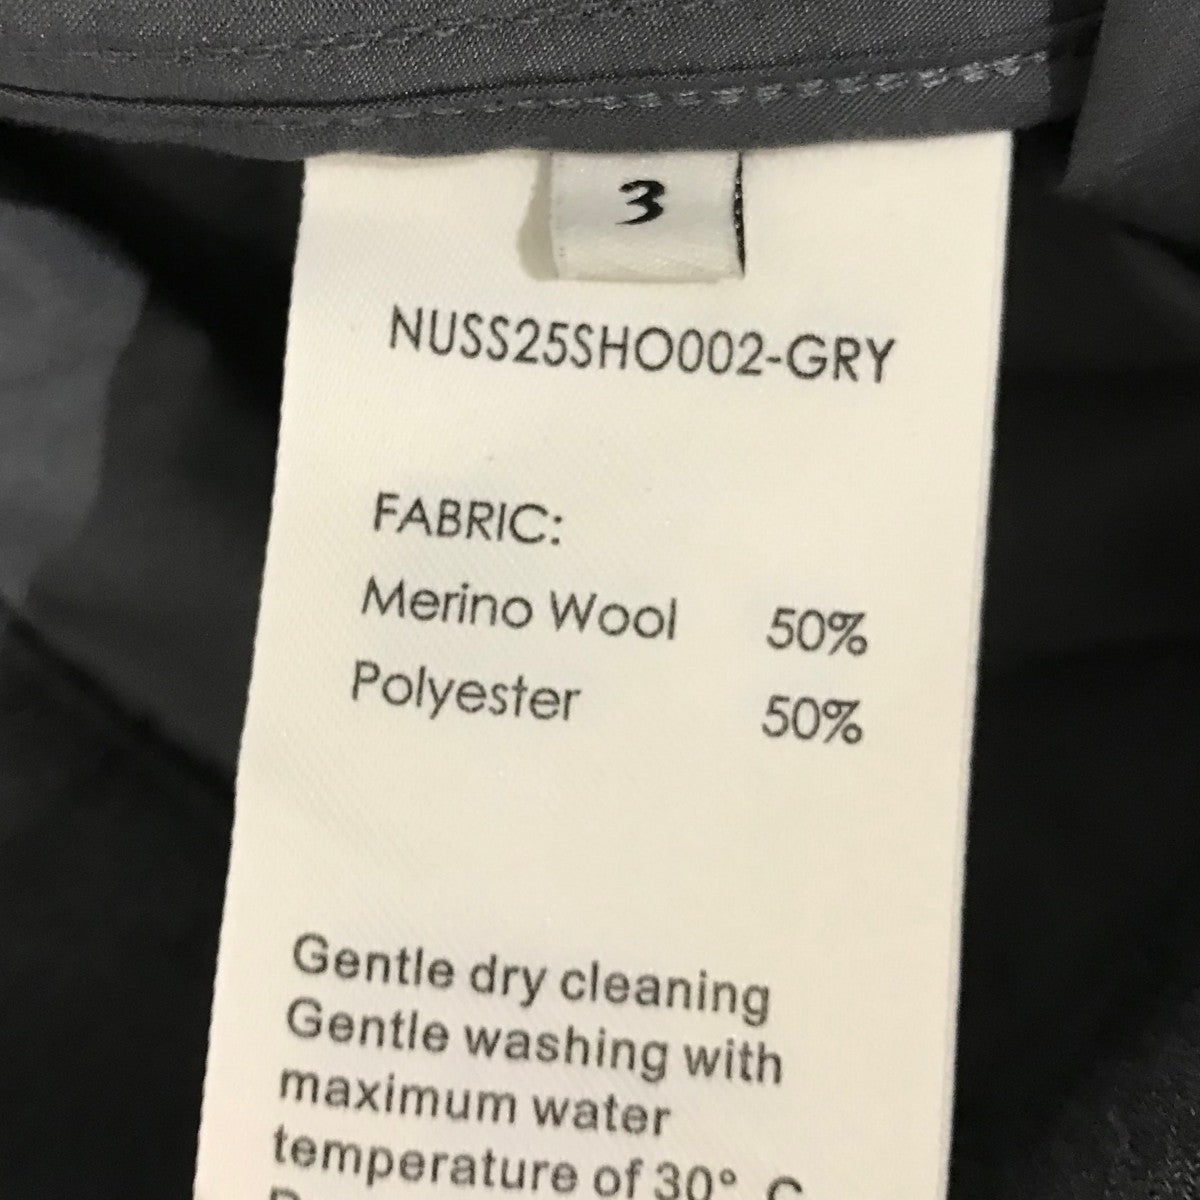 3
NUSS25SHO002-GRY
FABRIC:
Merino Wool 50%
Polyester 50%
Gentle dry cleaning
Gentle washing with
maximum water
temperature of 30° C